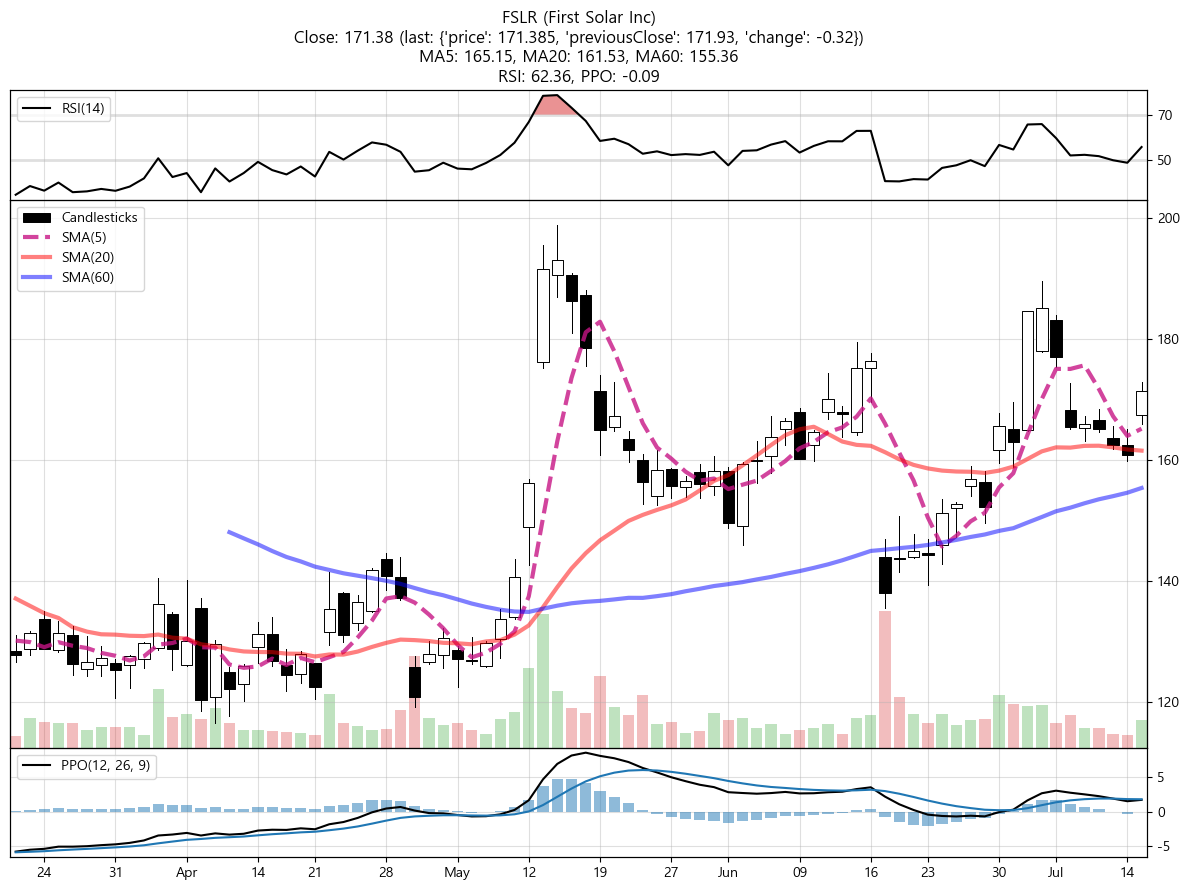 FSLR (First Solar Inc)
Close: 171.38 (last: {'price': 171.385, 'previousClose': 171.93, 'change': -0.32})
MA5: 165.15, MA20: 161.53, MA60: 155.36
RSI: 62.36, PPO: -0.09
RSI(14)
70
50
Candlesticks
SMA(5)
SMA(20)
SMA(60)
200
180
160
140
120
PPO(12, 26, 9)
5
0
-5
24 31 Apr 14 21 28 May 12 19 27 Jun 09 16 23 30 Jul 14